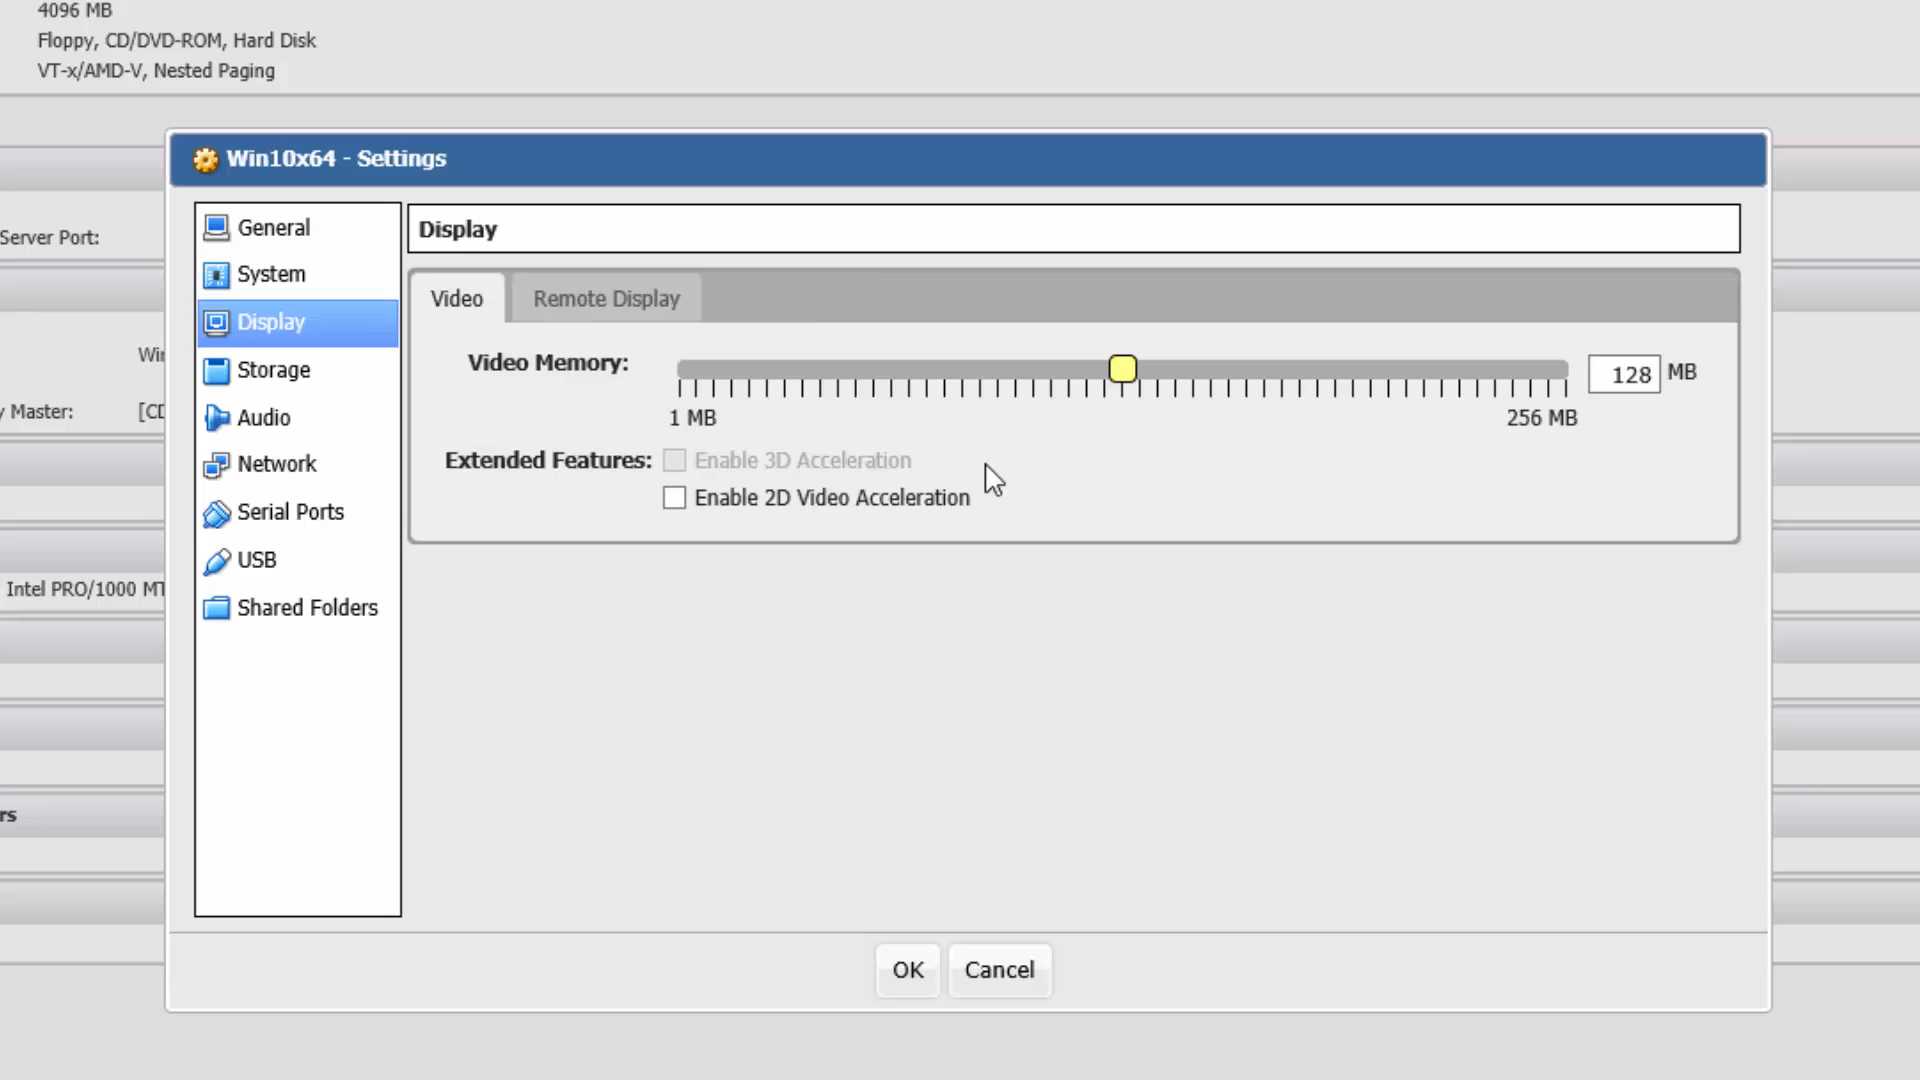 4096 MB
Floppy, CD/DVD-ROM, Hard Disk
VT-x/AMD-V, Nested Paging
Win10x64 - Settings
Server Port:
General
System
Display
Storage
Audio
Network
Serial Ports
USB
Shared Folders
Display
Video
Remote Display
Video Memory:
128 MB
1 MB
256 MB
Extended Features:
Enable 3D Acceleration
Enable 2D Video Acceleration
y Master:
Intel PRO/1000 MT
rs
OK
Cancel